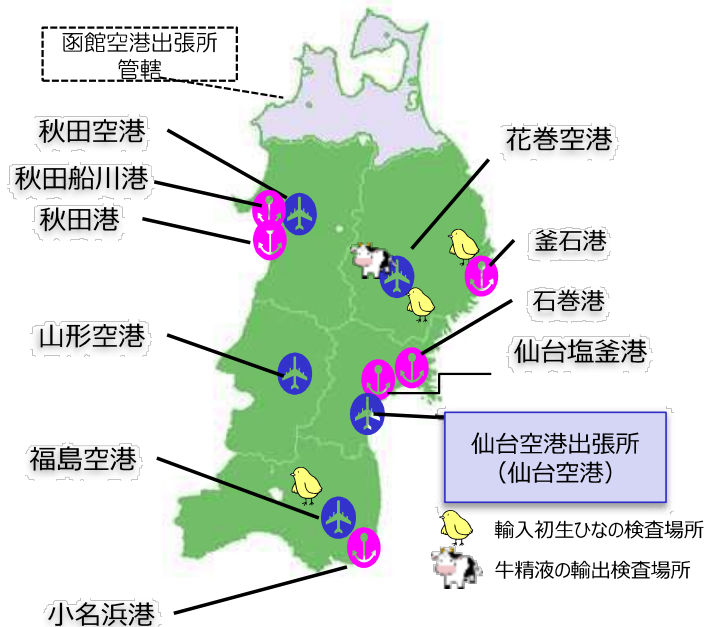 函館空港出張所
管轄
秋田空港
秋田船川港
秋田港
山形空港
福島空港
小名浜港
花巻空港
釜石港
石巻港
仙台塩釜港
仙台空港出張所
（仙台空港）
輸入初生ひなの検査場所
牛精液の輸出検査場所